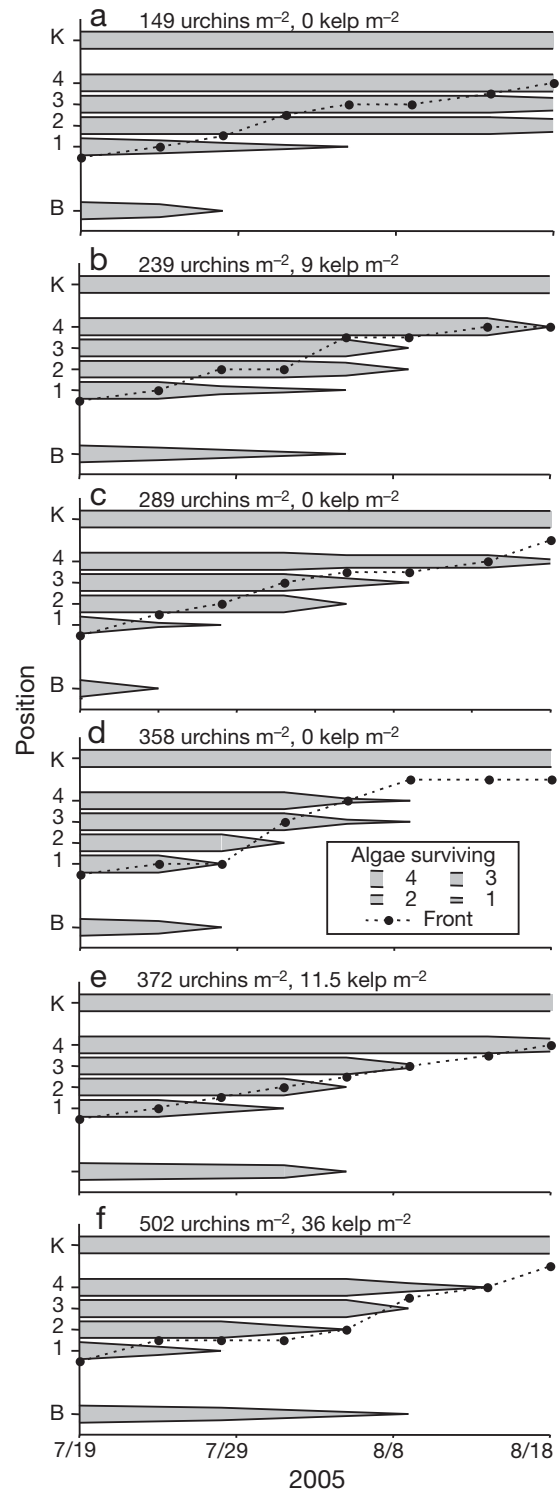 a 149 urchins m⁻², 0 kelp m⁻²
K
4
3
2
1
B
b 239 urchins m⁻², 9 kelp m⁻²
K
4
3
2
1
B
c 289 urchins m⁻², 0 kelp m⁻²
K
4
3
2
1
B
Position
d 358 urchins m⁻², 0 kelp m⁻²
K
4
3
2
1
B
Algae surviving
4 3
2 1
Front
e 372 urchins m⁻², 11.5 kelp m⁻²
K
4
3
2
1
f 502 urchins m⁻², 36 kelp m⁻²
K
4
3
2
1
B
7/19 7/29 8/8 8/18
2005